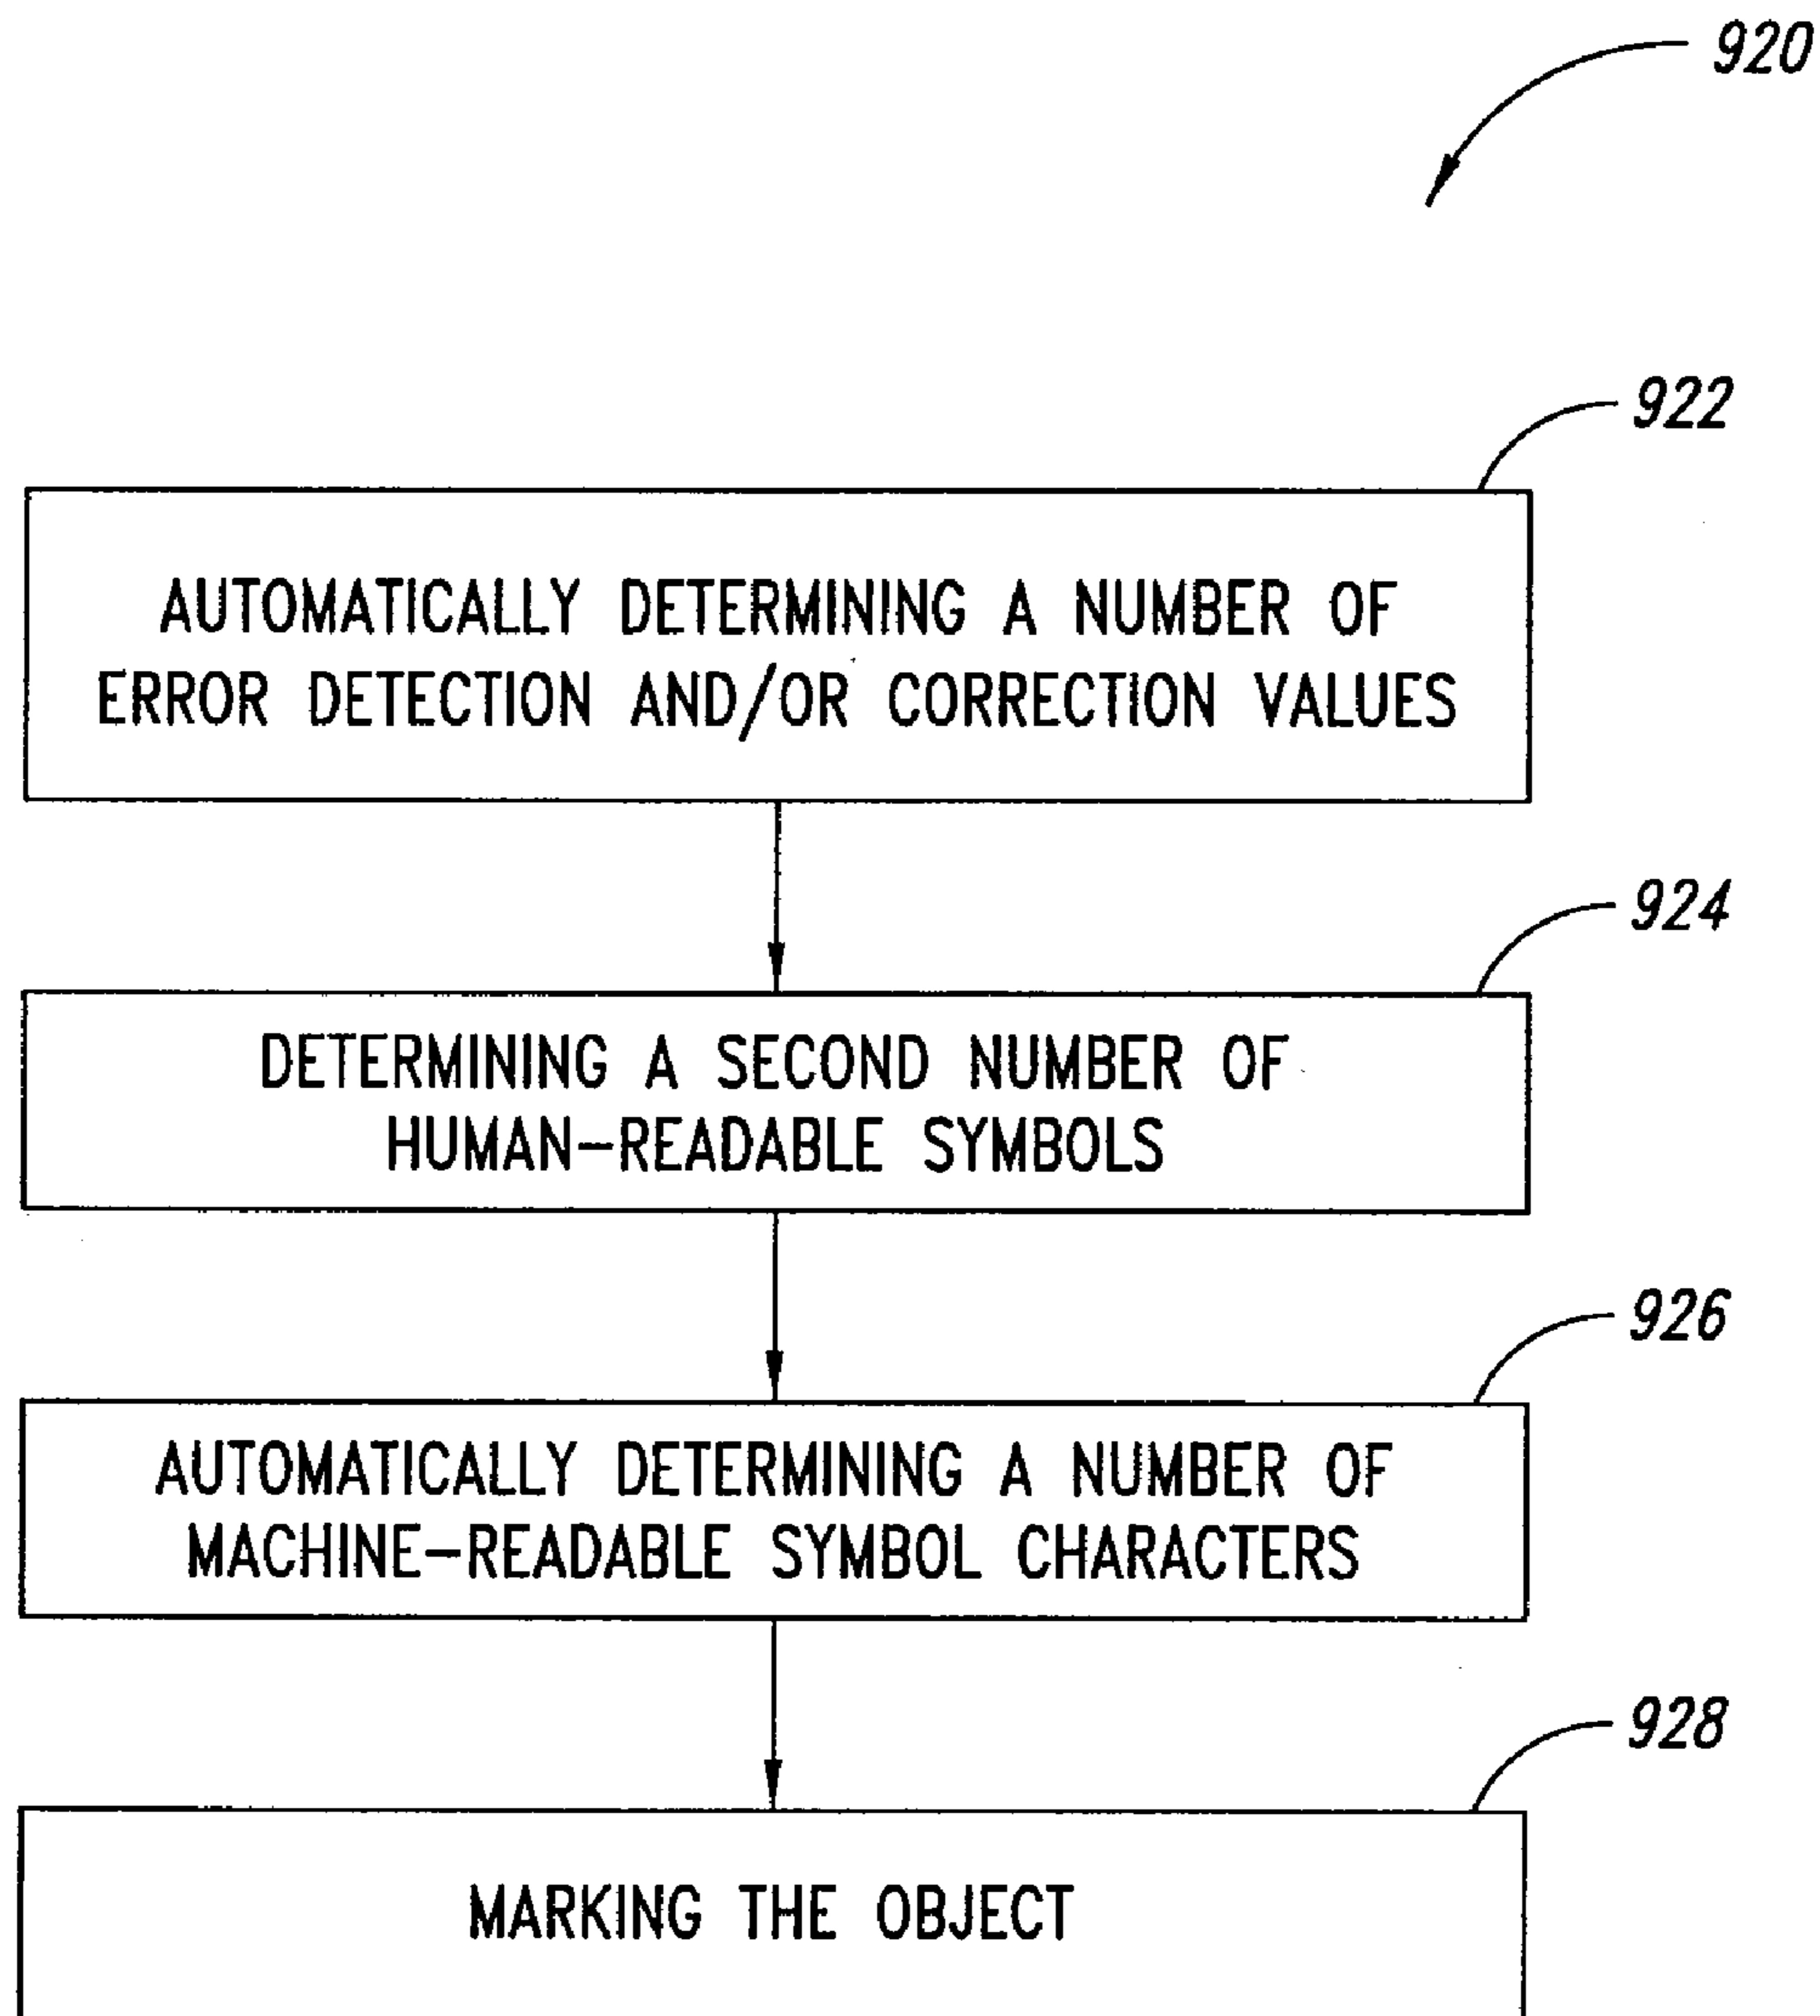 920
922
AUTOMATICALLY DETERMINING A NUMBER OF
ERROR DETECTION AND/OR CORRECTION VALUES
924
DETERMINING A SECOND NUMBER OF
HUMAN-READABLE SYMBOLS
926
AUTOMATICALLY DETERMINING A NUMBER OF
MACHINE-READABLE SYMBOL CHARACTERS
928
MARKING THE OBJECT